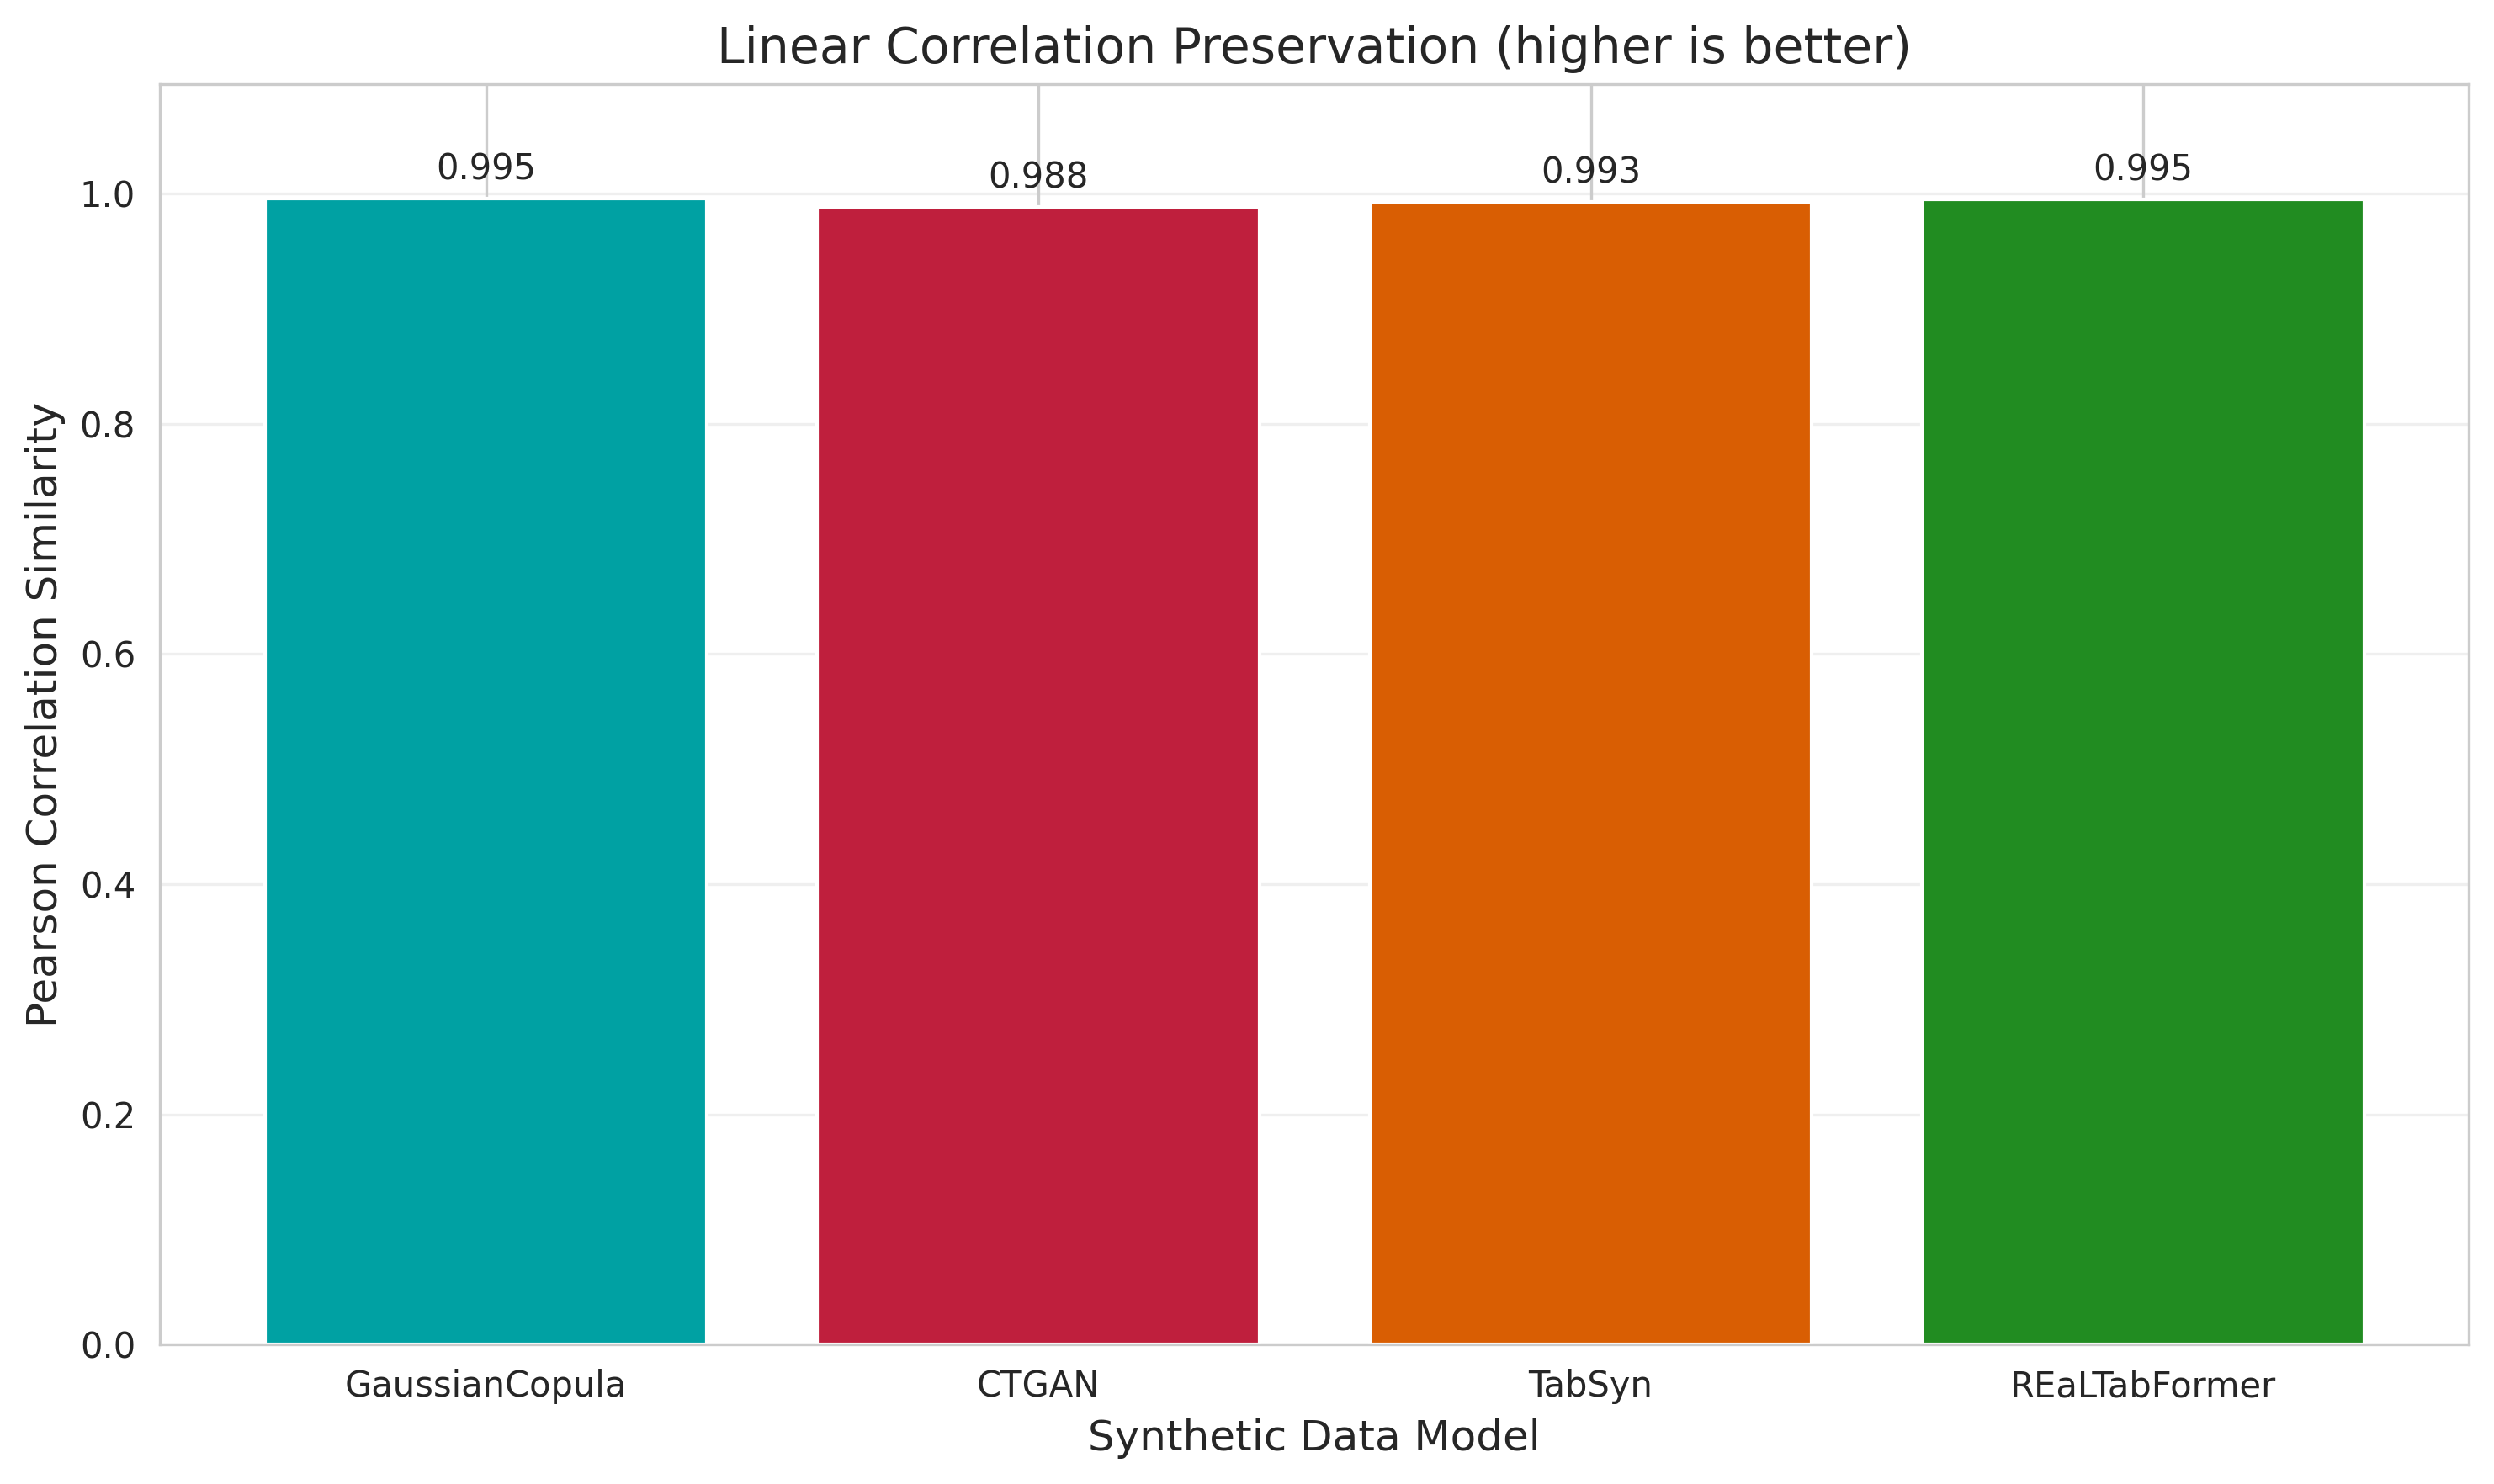 Linear Correlation Preservation (higher is better)
0.995
0.988
0.993
0.995
1.0
0.8
0.6
0.4
0.2
0.0
Pearson Correlation Similarity
GaussianCopula
CTGAN
TabSyn
REaLTabFormer
Synthetic Data Model